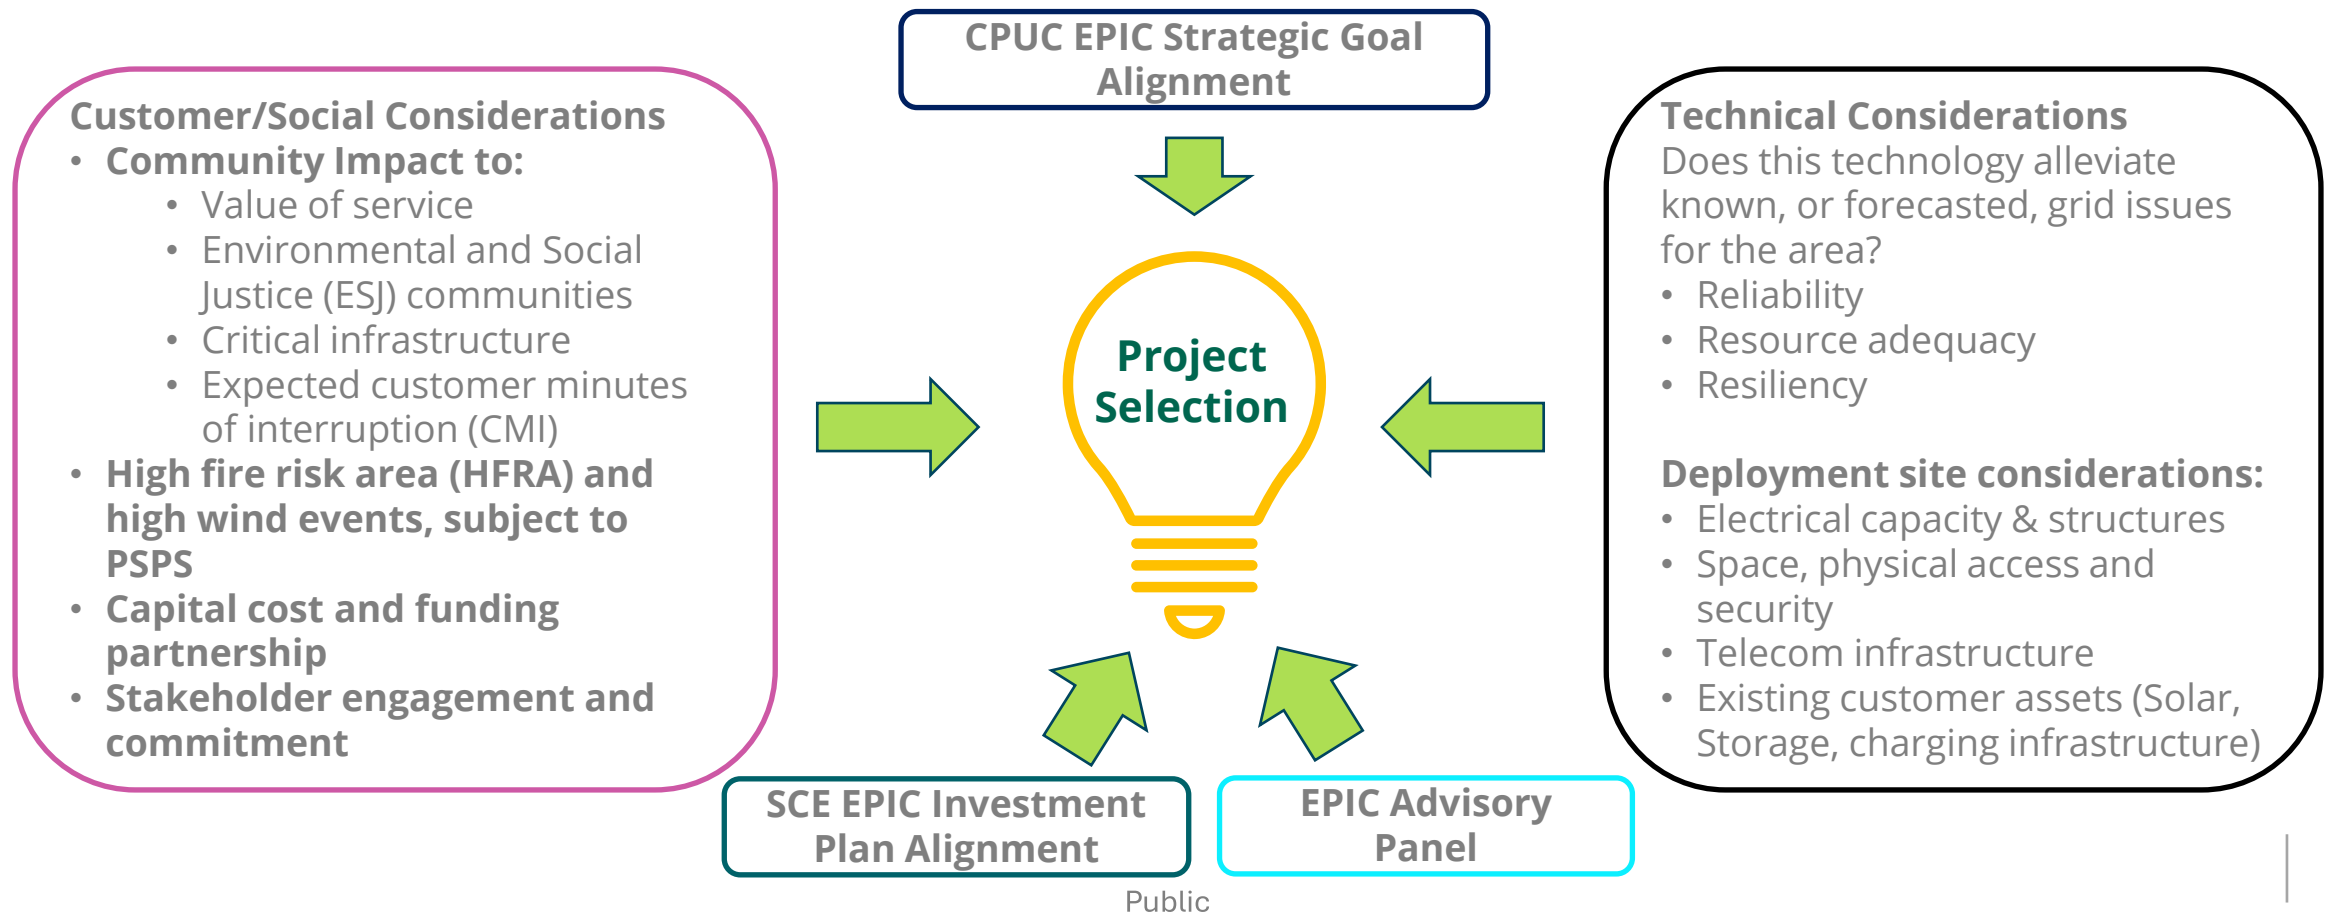 CPUC EPIC Strategic Goal
Alignment
Customer/Social Considerations
• Community Impact to:
• Value of service
• Environmental and Social
Justice (ESJ) communities
• Critical infrastructure
• Expected customer minutes
of interruption (CMI)
• High fire risk area (HFRA) and
high wind events, subject to
PSPS
• Capital cost and funding
partnership
• Stakeholder engagement and
commitment
Project
Selection
Technical Considerations
Does this technology alleviate
known, or forecasted, grid issues
for the area?
• Reliability
• Resource adequacy
• Resiliency
Deployment site considerations:
• Electrical capacity & structures
• Space, physical access and
security
• Telecom infrastructure
• Existing customer assets (Solar,
Storage, charging infrastructure)
SCE EPIC Investment
Plan Alignment
EPIC Advisory
Panel
Public